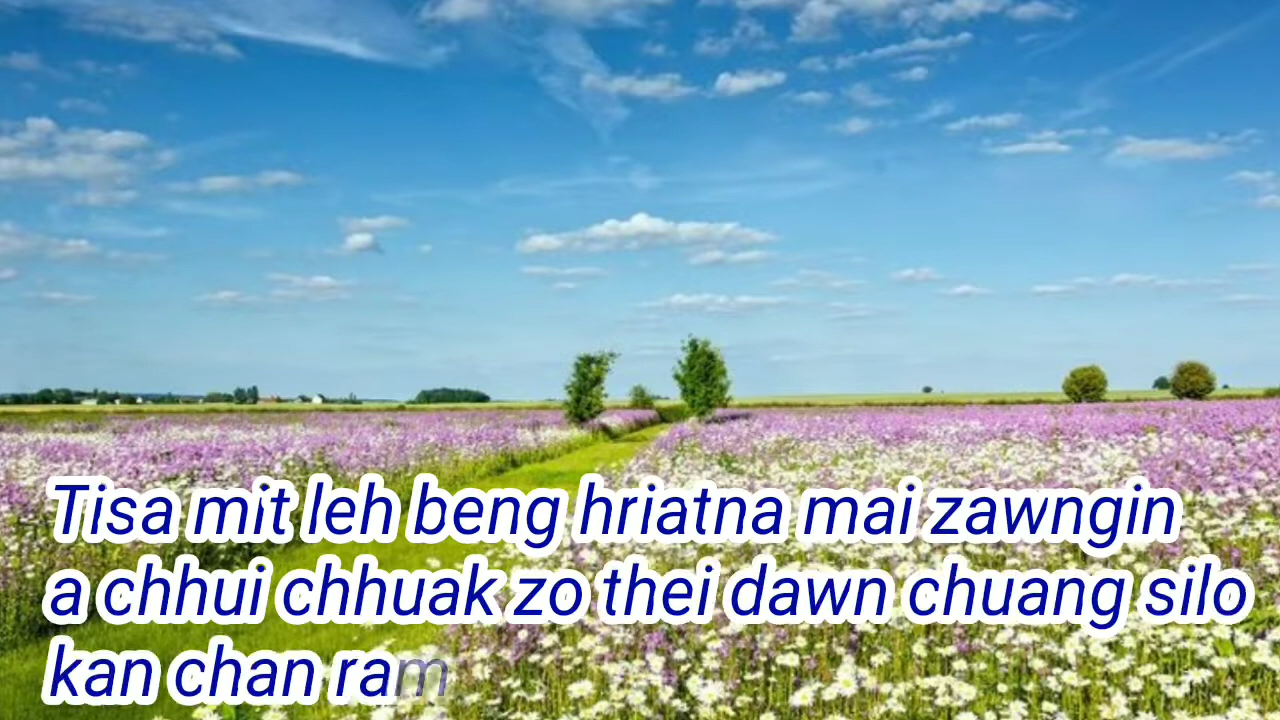 Tisa mit leh beng hriatna mai zawngin
a chhui chhuak zo thei dawn chuang silo
kan chan ram